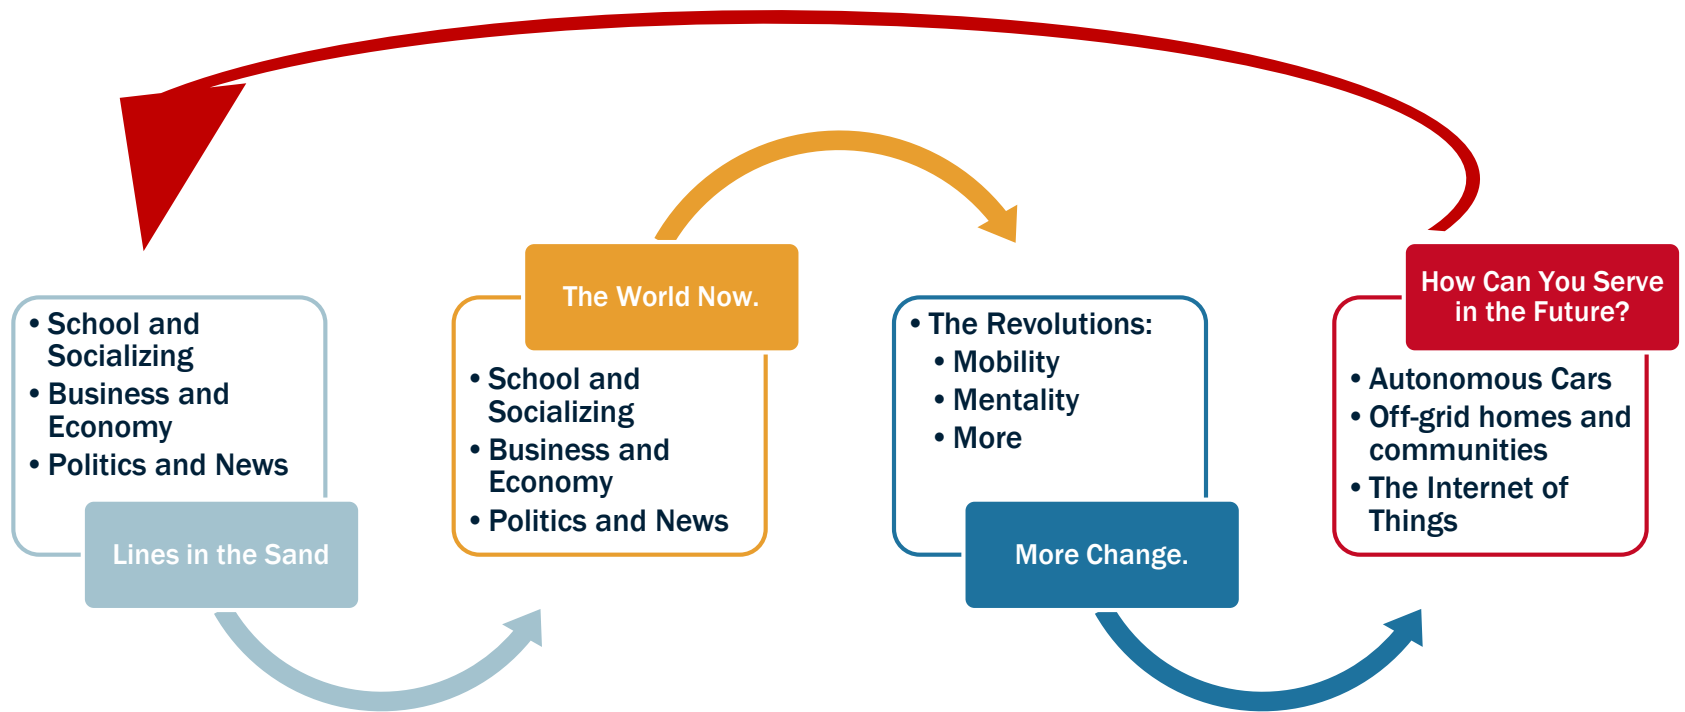 • School and
Socializing
• Business and
Economy
• Politics and News
Lines in the Sand
The World Now.
• School and
Socializing
• Business and
Economy
• Politics and News
• The Revolutions:
• Mobility
• Mentality
• More
More Change.
How Can You Serve
in the Future?
• Autonomous Cars
• Off-grid homes and
communities
• The Internet of
Things